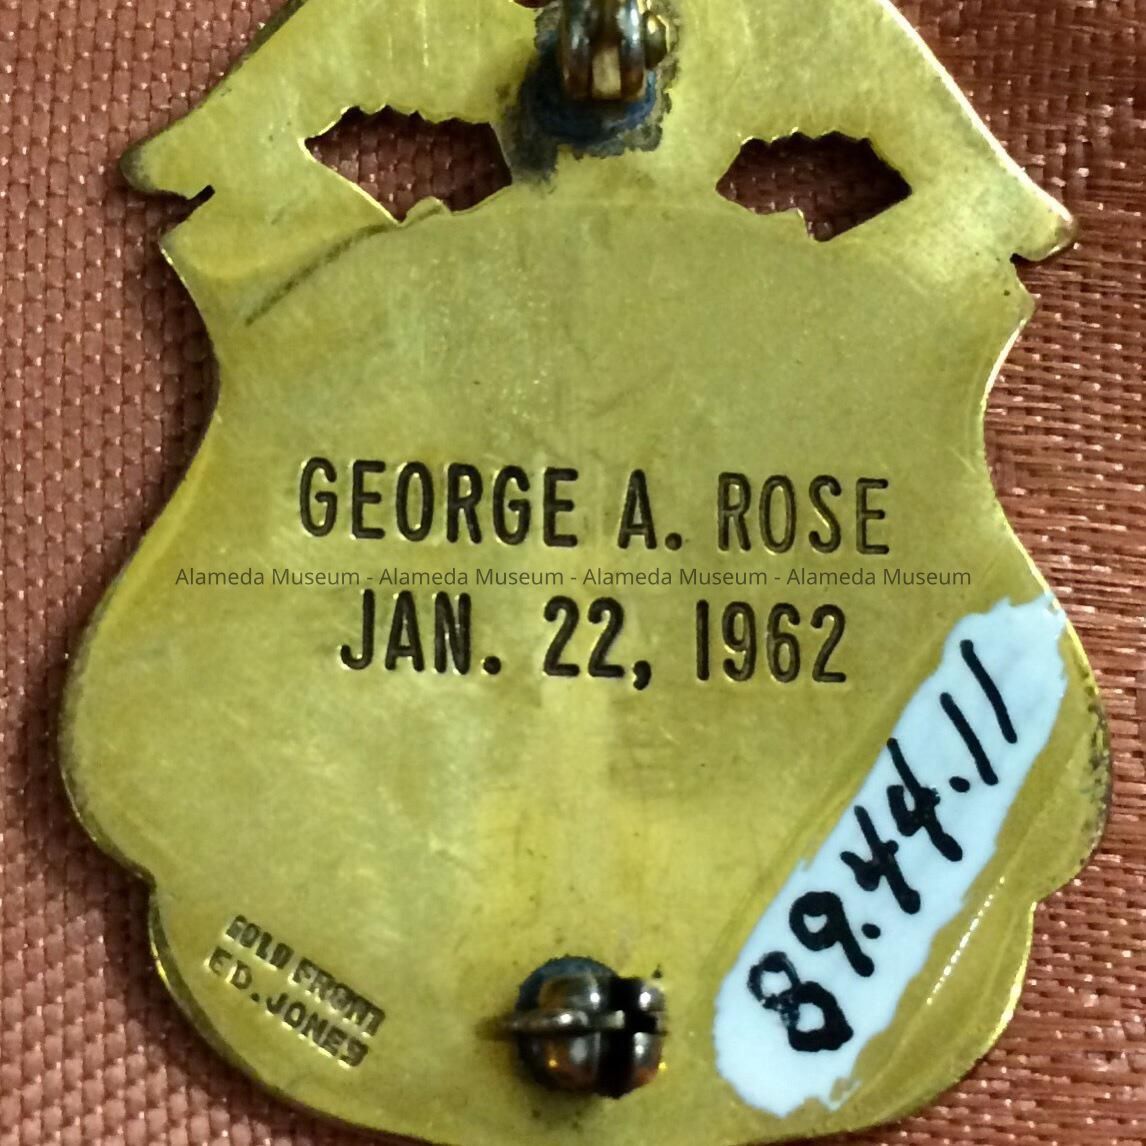 GEORGE A. ROSE
Alameda Museum - Alameda Museum - Alameda Museum - Alameda Museum
JAN. 22, 1962
89.44.11
GOLD FRONT
ED. JONES